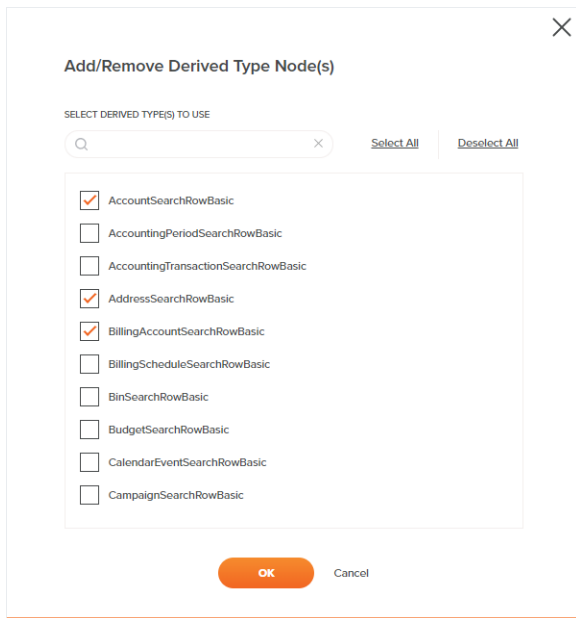 Add/Remove Derived Type Node(s)
SELECT DERIVED TYPE(S) TO USE
Select All Deselect All
AccountSearchRowBasic
AccountingPeriodSearchRowBasic
AccountingTransactionSearchRowBasic
AddressSearchRowBasic
BillingAccountSearchRowBasic
BillingScheduleSearchRowBasic
BinSearchRowBasic
BudgetSearchRowBasic
CalendarEventSearchRowBasic
CampaignSearchRowBasic
OK Cancel